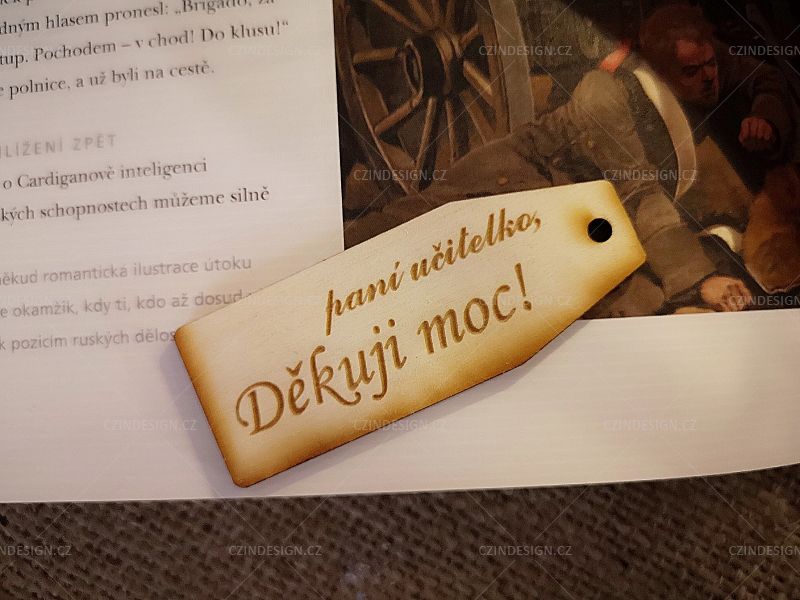 dným hlasem pronesl: „Brigádo, za
tup. Pochodem – v chod! Do klusu!“
polnice, a už byli na cestě.
HLÍŽENÍ ZPĚT
o Cardiganově inteligenci
kých schopnostech můžeme silně
ěkud romantická ilustrace útoku
e okamžik, kdy ti, kdo až dosud
k pozicím ruských dělos
paní učitelko,
Děkuji moc!
CZINDESIGN.CZ